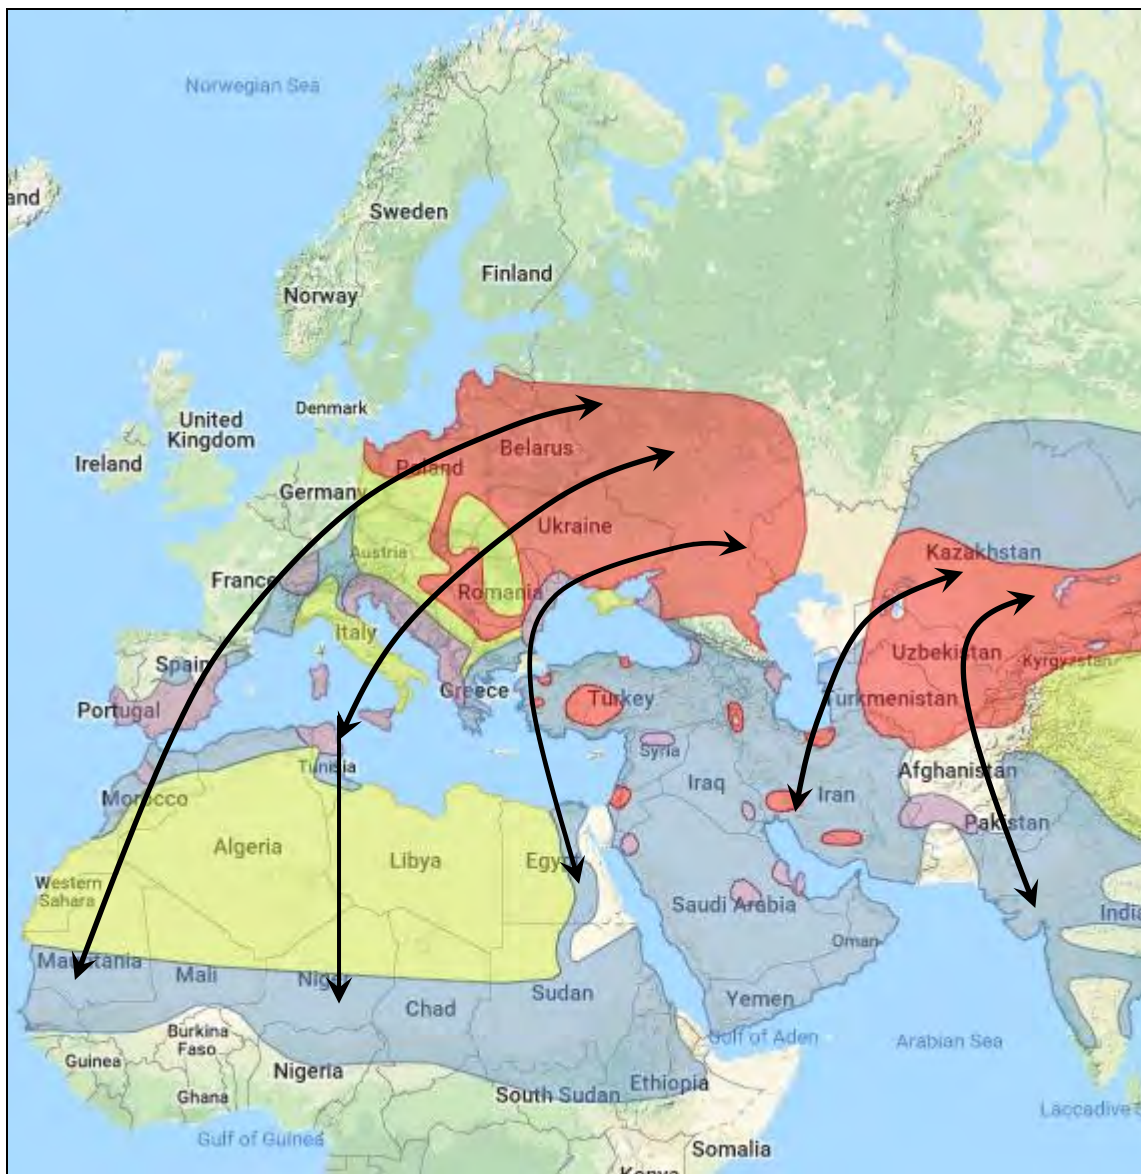 Norwegian Sea
and
Sweden
Finland
Norway
Denmark
United
Kingdom
Ireland
Belarus
Poland
Germany
Ukraine
Austria
France
Kazakhstan
Romania
Italy
Uzbekistan
Kyrgyzstan
Spain
Greece
Turkey
Turkmenistan
Portugal
Syria
Tunisia
Afghanistan
Iraq
Iran
Morocco
Pakistan
Algeria
Libya
Egypt
Western
Sahara
Saudi Arabia
India
Oman
Mauritania
Mali
Niger
Sudan
Yemen
Chad
Burkina
Faso
Gulf of Aden
Arabian Sea
Guinea
Nigeria
Ethiopia
Ghana
South Sudan
Laccadive
Gulf of Guinea
Somalia
Kenya